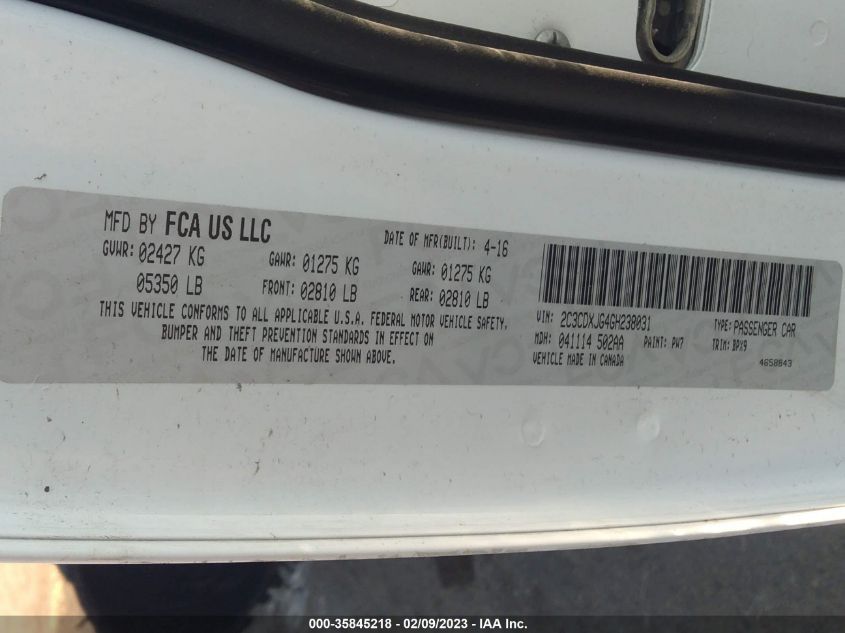 MFD BY FCA US LLC
DATE OF MFR(BUILT): 4-16
GVWR: 02427 KG
GAWR: 01275 KG
GAWR: 01275 KG
05350 LB
FRONT: 02810 LB
REAR: 02810 LB
THIS VEHICLE CONFORMS TO ALL APPLICABLE U.S.A. FEDERAL MOTOR VEHICLE SAFETY,
BUMPER AND THEFT PREVENTION STANDARDS IN EFFECT ON
THE DATE OF MANUFACTURE SHOWN ABOVE.
VIN: 2C3CDXJG4GH238031
TYPE: PASSENGER CAR
MDH: 041114 502AA
PAINT: PW7
TRIM: DPX9
VEHICLE MADE IN CANADA
4658843
000-35845218 - 02/09/2023 - IAA Inc.